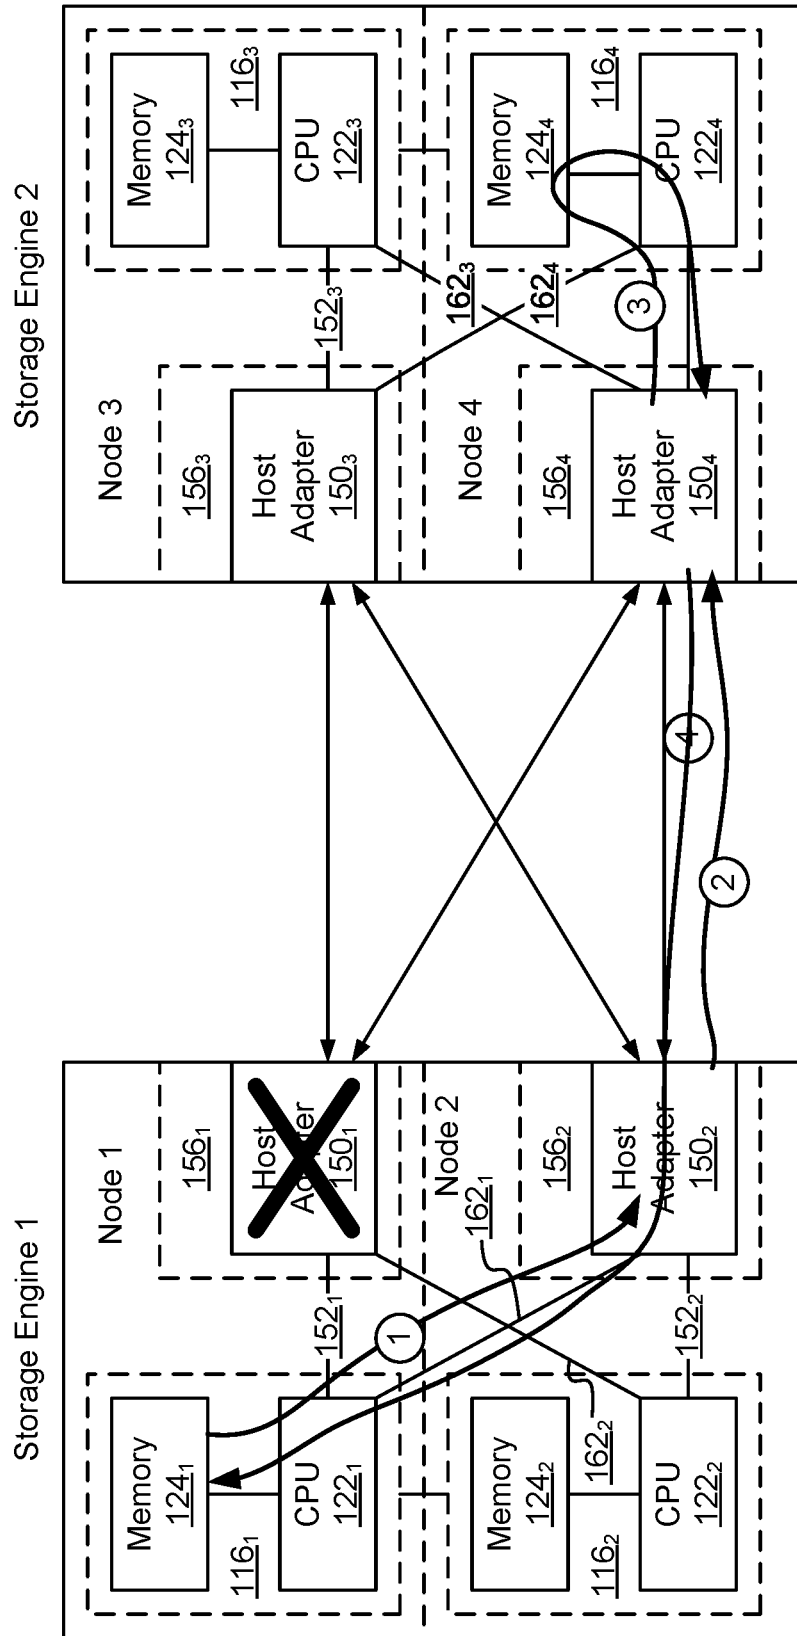 Storage Engine 1
Node 1
Memory
124₁
116₁
CPU
122₁
152₁
156₁
Host
Adapter
150₁
1
Node 2
Memory
124₂
116₂
CPU
122₂
162₂
152₂
162₁
156₂
Host
Adapter
150₂
2
4
Storage Engine 2
Node 3
156₃
Host
Adapter
150₃
152₃
Memory
124₃
116₃
CPU
122₃
162₃
162₄
Node 4
156₄
Host
Adapter
150₄
3
Memory
124₄
116₄
CPU
122₄